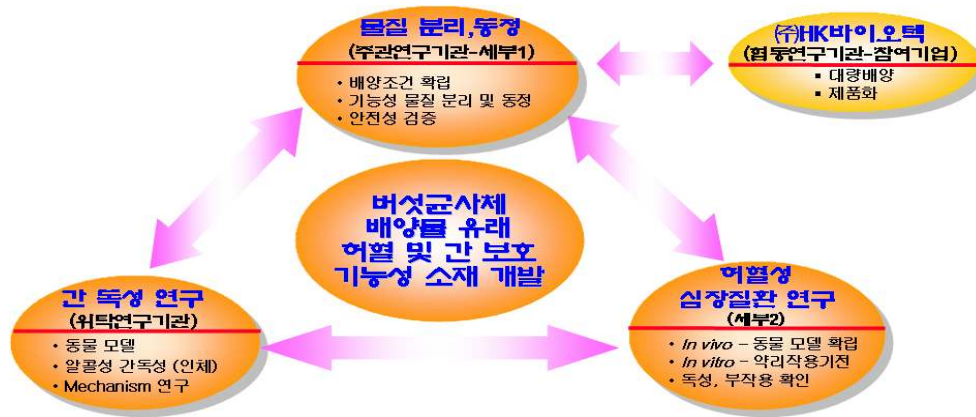 물질 분리,동정
(주관연구기관-세부1)
• 배양조건 확립
• 기능성 물질 분리 및 동정
• 안전성 검증
㈜HK바이오텍
(협동연구기관-참여기업)
▪ 대량배양
▪ 제품화
버섯균사체
배양물 유래
허혈 및 간 보호
기능성 소재 개발
간 독성 연구
(위탁연구기관)
• 동물 모델
• 알콜성 간독성 (인체)
• Mechanism 연구
허혈성
심장질환 연구
(세부2)
• In vivo – 동물 모델 확립
• In vitro – 약리작용기전
• 독성, 부작용 확인